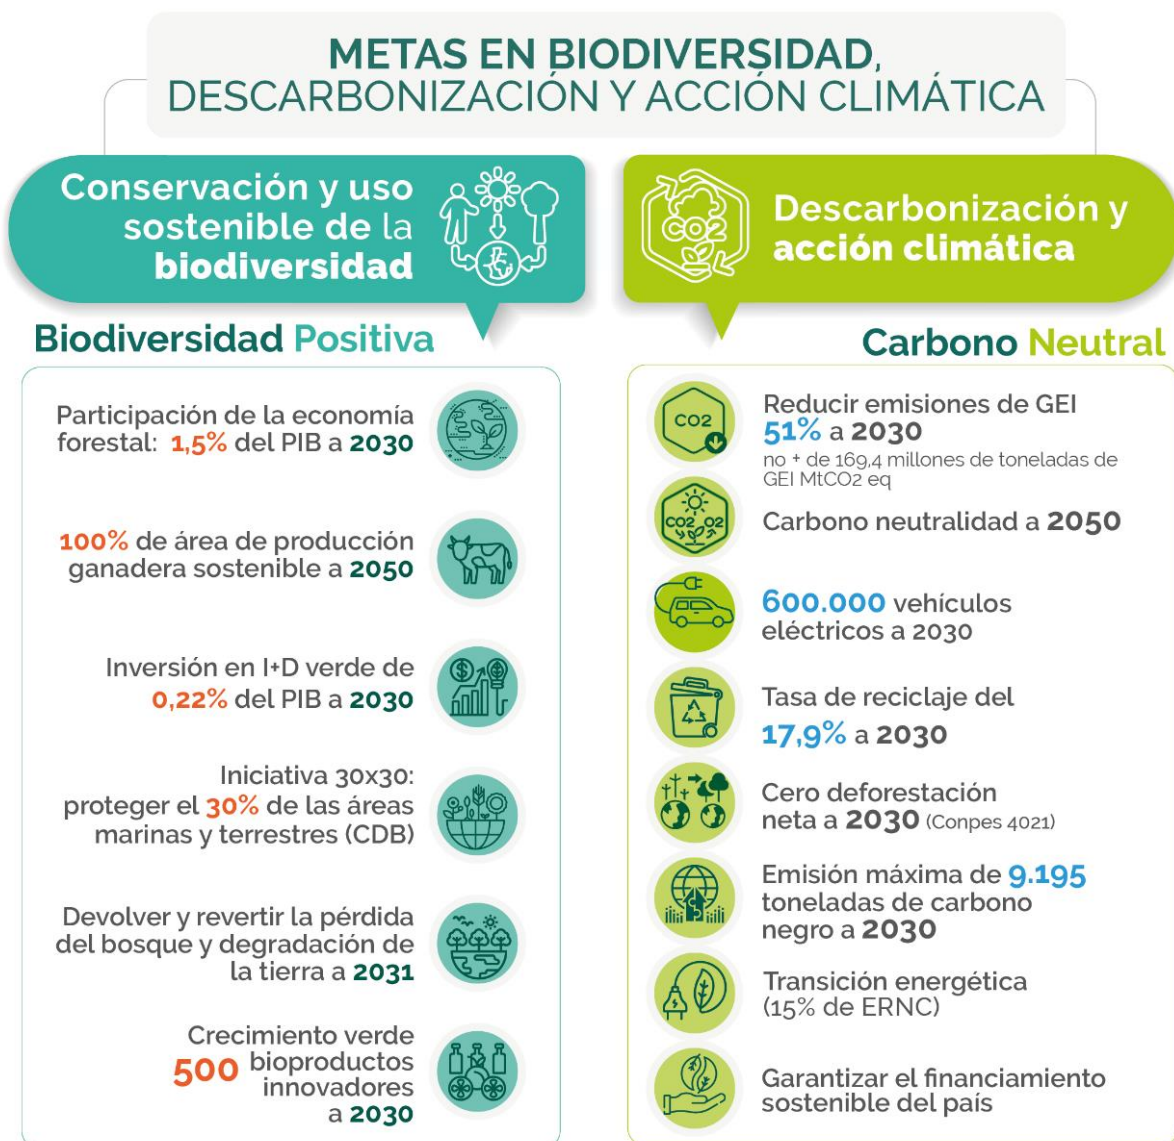 METAS EN BIODIVERSIDAD,
DESCARBONIZACIÓN Y ACCIÓN CLIMÁTICA
Conservación y uso
sostenible de la
biodiversidad
Biodiversidad Positiva
Participación de la economía
forestal: 1,5% del PIB a 2030
100% de área de producción
ganadera sostenible a 2050
Inversión en I+D verde de
0,22% del PIB a 2030
Iniciativa 30x30:
proteger el 30% de las áreas
marinas y terrestres (CDB)
Devolver y revertir la pérdida
del bosque y degradación de
la tierra a 2031
Crecimiento verde
500 bioproductos
innovadores
a 2030
CO2
Descarbonización y
acción climática
Carbono Neutral
CO2
Reducir emisiones de GEI
51% a 2030
no + de 169,4 millones de toneladas de
GEI MtCO2 eq
CO2 O2
Carbono neutralidad a 2050
600.000 vehículos
eléctricos a 2030
Tasa de reciclaje del
17,9% a 2030
Cero deforestación
neta a 2030 (Conpes 4021)
Emisión máxima de 9.195
toneladas de carbono
negro a 2030
Transición energética
(15% de ERNC)
Garantizar el financiamiento
sostenible del país